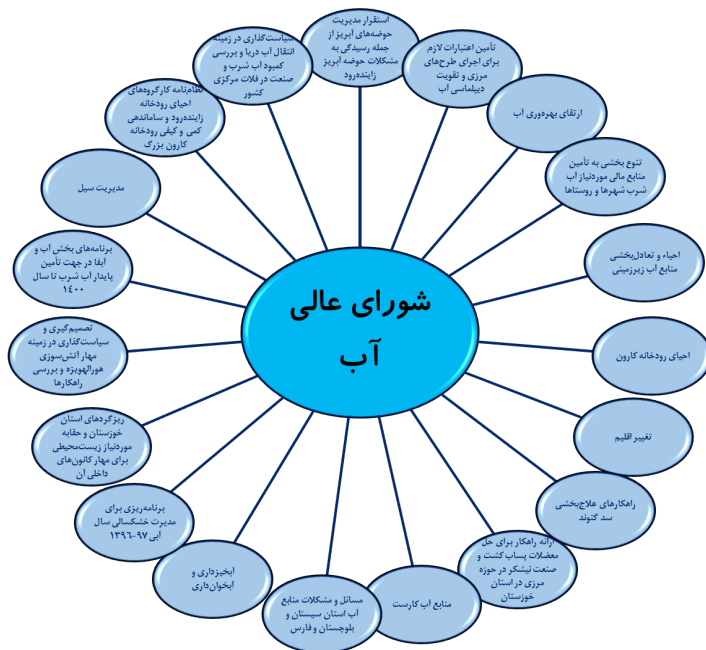 شورای عالی
آب
استقرار مدیریت
حوضه‌های آبریز از
جمله رسیدگی به
مشکلات حوضه آبریز
زاینده‌رود
تأمین اعتبارات لازم
برای اجرای طرح‌های
مرزی و تقویت
دیپلماسی آب
ارتقای بهره‌وری آب
تنوع بخشی به تأمین
منابع مالی موردنیاز آب
شرب شهرها و روستاها
احیاء و تعادل‌بخشی
منابع آب زیرزمینی
احیای رودخانه کارون
تغییر اقلیم
راهکارهای علاج‌بخشی
سد گتوند
ارائه راهکار برای حل
معضلات پساب کشت و
صنعت نیشکر در حوزه
مرزی در استان
خوزستان
منابع آب کارست
مسائل و مشکلات منابع
آب استان سیستان و
بلوچستان و فارس
آبخیزداری و
آبخوان‌داری
برنامه‌ریزی برای
مدیرت خشکسالی سال
آبی ۹۷-۱۳۹٦
ریزگردهای استان
خوزستان و حقابه
موردنیاز زیست‌محیطی
برای مهار کانون‌های
داخلی آن
تصمیم‌گیری و
سیاست‌گذاری در زمینه
مهار آتش‌سوزی
هورالهویزه و بررسی
راهکارها
برنامه‌های بخش آب و
آبفا در جهت تأمین
پایدار آب شرب تا سال
۱٤۰۰
مدیریت سیل
نظام‌نامه کارگروه‌های
احیای رودخانه
زاینده‌رود و ساماندهی
کمی و کیفی رودخانه
کارون بزرگ
سیاست‌گذاری در زمینه
انتقال آب دریا و بررسی
کمبود آب شرب و
صنعت در فلات مرکزی
کشور